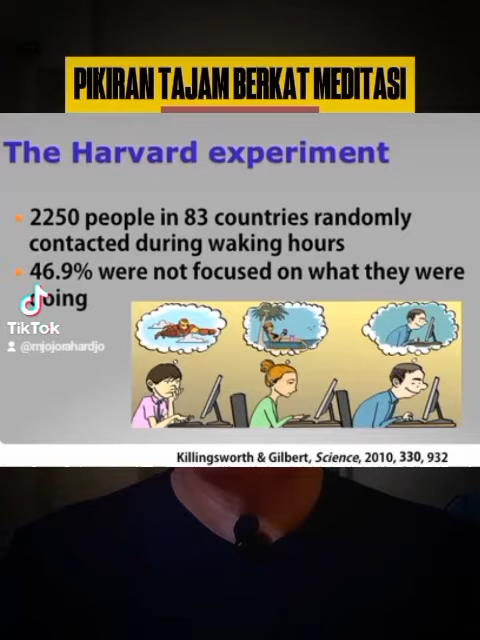 PIKIRAN TAJAM BERKAT MEDITASI
The Harvard experiment
2250 people in 83 countries randomly
contacted during waking hours
46.9% were not focused on what they were
doing
TikTok
@mjojorahardjo
Killingsworth & Gilbert, Science, 2010, 330, 932